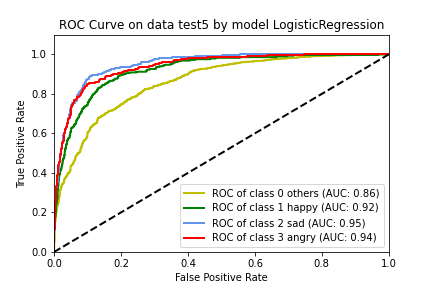 ROC Curve on data test5 by model LogisticRegression
True Positive Rate
1.0
0.8
0.6
0.4
0.2
0.0
ROC of class 0 others (AUC: 0.86)
ROC of class 1 happy (AUC: 0.92)
ROC of class 2 sad (AUC: 0.95)
ROC of class 3 angry (AUC: 0.94)
0.0 0.2 0.4 0.6 0.8 1.0
False Positive Rate